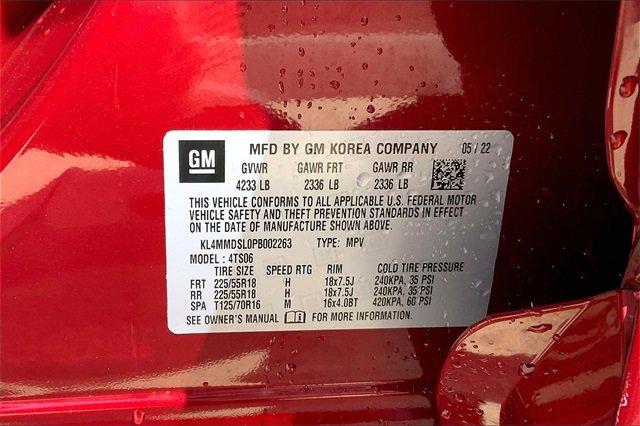 GM
MFD BY GM KOREA COMPANY 05 / 22
GVWR GAWR FRT GAWR RR
4233 LB 2336 LB 2336 LB
THIS VEHICLE CONFORMS TO ALL APPLICABLE U.S. FEDERAL MOTOR
VEHICLE SAFETY AND THEFT PREVENTION STANDARDS IN EFFECT
ON THE DATE OF MANUFACTURE SHOWN ABOVE.
KL4MMDSL0PB002263 TYPE: MPV
MODEL : 4TS06
TIRE SIZE SPEED RTG RIM COLD TIRE PRESSURE
FRT 225/55R18 H 18x7.5J 240KPA, 35 PSI
RR 225/55R18 H 18x7.5J 240KPA, 35 PSI
SPA T125/70R16 M 16x4.0BT 420KPA, 60 PSI
SEE OWNER'S MANUAL FOR MORE INFORMATION.